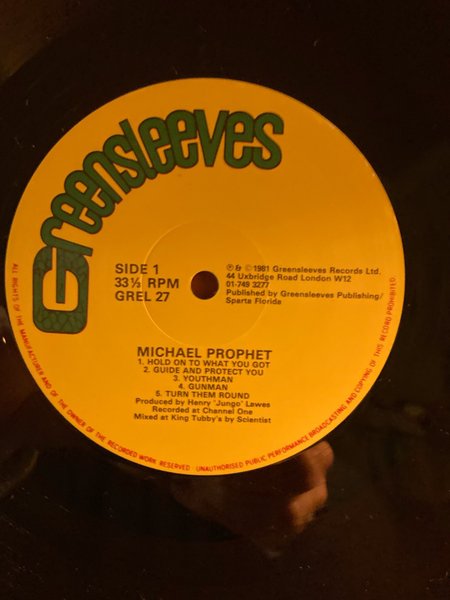 Greensleeves
SIDE 1
33⅓ RPM
GREL 27
℗ & © 1981 Greensleeves Records Ltd.
44 Uxbridge Road London W12
01-749 3277
Published by Greensleeves Publishing/
Sparta Florida
MICHAEL PROPHET
1. HOLD ON TO WHAT YOU GOT
2. GUIDE AND PROTECT YOU
3. YOUTHMAN
4. GUNMAN
5. TURN THEM ROUND
Produced by Henry 'Jungo' Lawes
Recorded at Channel One
Mixed at King Tubby's by Scientist
ALL RIGHTS OF THE MANUFACTURER AND OF THE OWNER OF THE RECORDED WORK RESERVED · UNAUTHORISED PUBLIC PERFORMANCE BROADCASTING AND COPYING OF THIS RECORD PROHIBITED